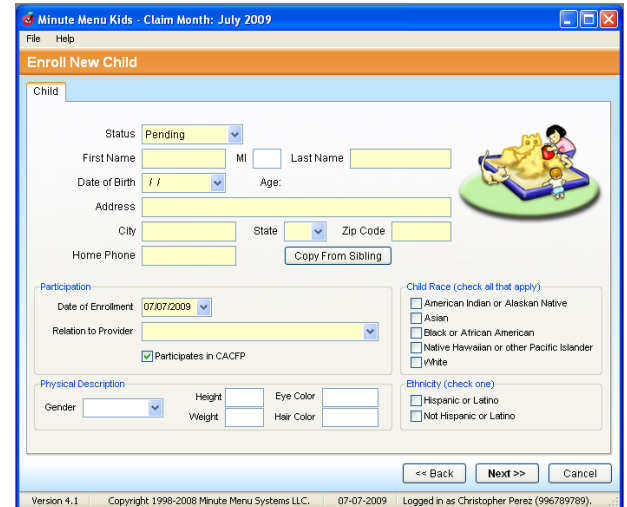 Minute Menu Kids - Claim Month: July 2009
File Help
Enroll New Child
Child
Status Pending
First Name MI Last Name
Date of Birth / / Age:
Address
City State Zip Code
Home Phone Copy From Sibling
Participation
Date of Enrollment 07/07/2009
Relation to Provider
Participates in CACFP
Child Race (check all that apply)
American Indian or Alaskan Native
Asian
Black or African American
Native Hawaiian or other Pacific Islander
White
Physical Description
Gender Height Eye Color
Weight Hair Color
Ethnicity (check one)
Hispanic or Latino
Not Hispanic or Latino
<< Back Next >> Cancel
Version 4.1 Copyright 1998-2008 Minute Menu Systems LLC. 07-07-2009 Logged in as Christopher Perez (996789789).